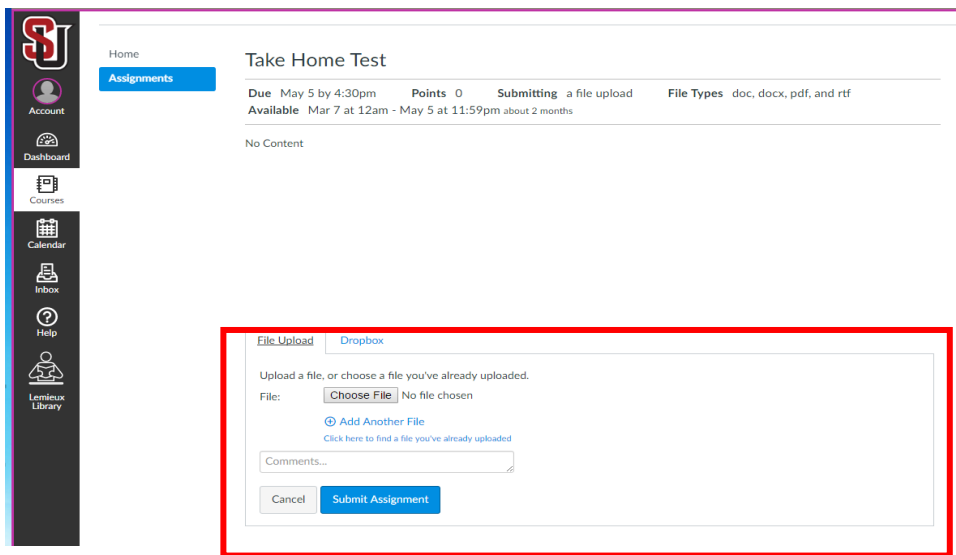 SU
Account
Dashboard
Courses
Calendar
Inbox
Help
Lemieux
Library
Home
Assignments
Take Home Test
Due May 5 by 4:30pm Points 0 Submitting a file upload File Types doc, docx, pdf, and rtf
Available Mar 7 at 12am - May 5 at 11:59pm about 2 months
No Content
File Upload Dropbox
Upload a file, or choose a file you've already uploaded.
File: Choose File No file chosen
Add Another File
Click here to find a file you've already uploaded
Comments...
Cancel Submit Assignment